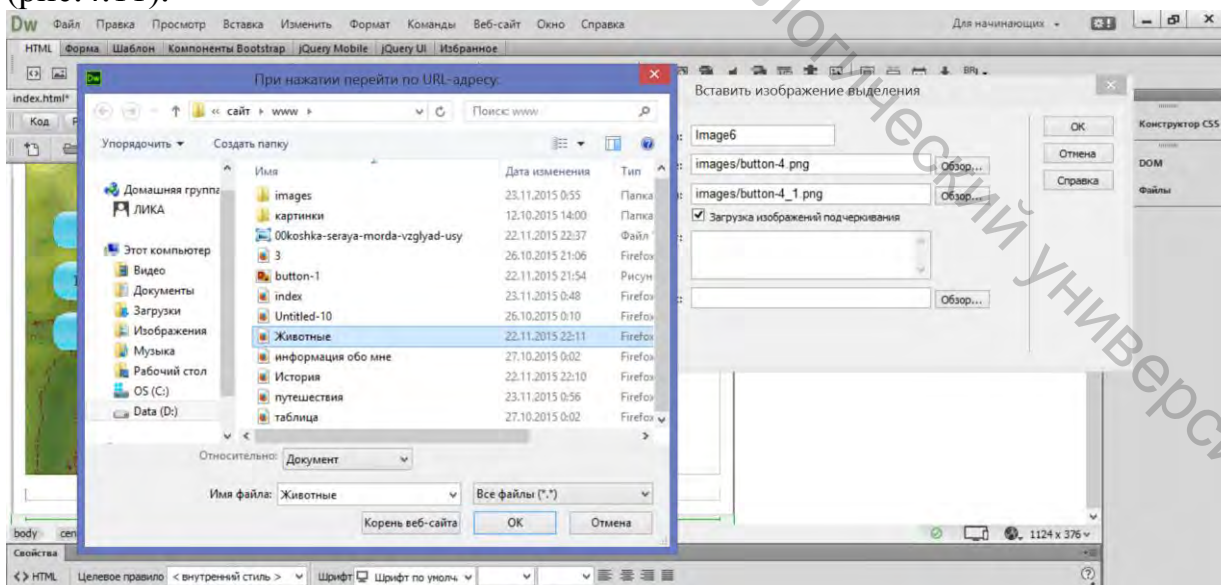 (рис.4.11).
Dw Файл Правка Просмотр Вставка Изменить Формат Команды Веб-сайт Окно Справка Для начинающих
HTML Форма Шаблон Компоненты Bootstrap jQuery Mobile jQuery UI Избранное
При нажатии перейти по URL-адресу:
Вставить изображение выделения
index.html*
« сайт www Поиск: www
Код
Image6 OK Конструктор CSS
Упорядочить Создать папку
Отмена
images/button-4.png Обзор... DOM
Имя Дата изменения Тип
Справка
Домашняя группа images 23.11.2015 0:55 Папка
images/button-4_1.png Обзор... Файлы
ЛИКА картинки 12.10.2015 14:00 Папка
Загрузка изображений подчеркивания
00koshka-seraya-morda-vzglyad-usy 22.11.2015 22:37 Файл
Этот компьютер 3 26.10.2015 21:06 Firefox
Видео button-1 22.11.2015 21:54 Рисун
Документы index 23.11.2015 0:48 Firefox
Обзор...
Загрузки Untitled-10 26.10.2015 0:10 Firefox
Изображения Животные 22.11.2015 22:11 Firefox
Музыка информация обо мне 27.10.2015 0:02 Firefox
Рабочий стол История 22.11.2015 22:10 Firefox
OS (C:) путешествия 23.11.2015 0:56 Firefox
Data (D:) таблица 27.10.2015 0:02 Firefox
Относительно: Документ
Имя файла: Животные Все файлы (*.*)
Корень веб-сайта OK Отмена
body cen 1124 x 376
Свойства
<> HTML Целевое правило < внутренний стиль > Шрифт Шрифт по умолч